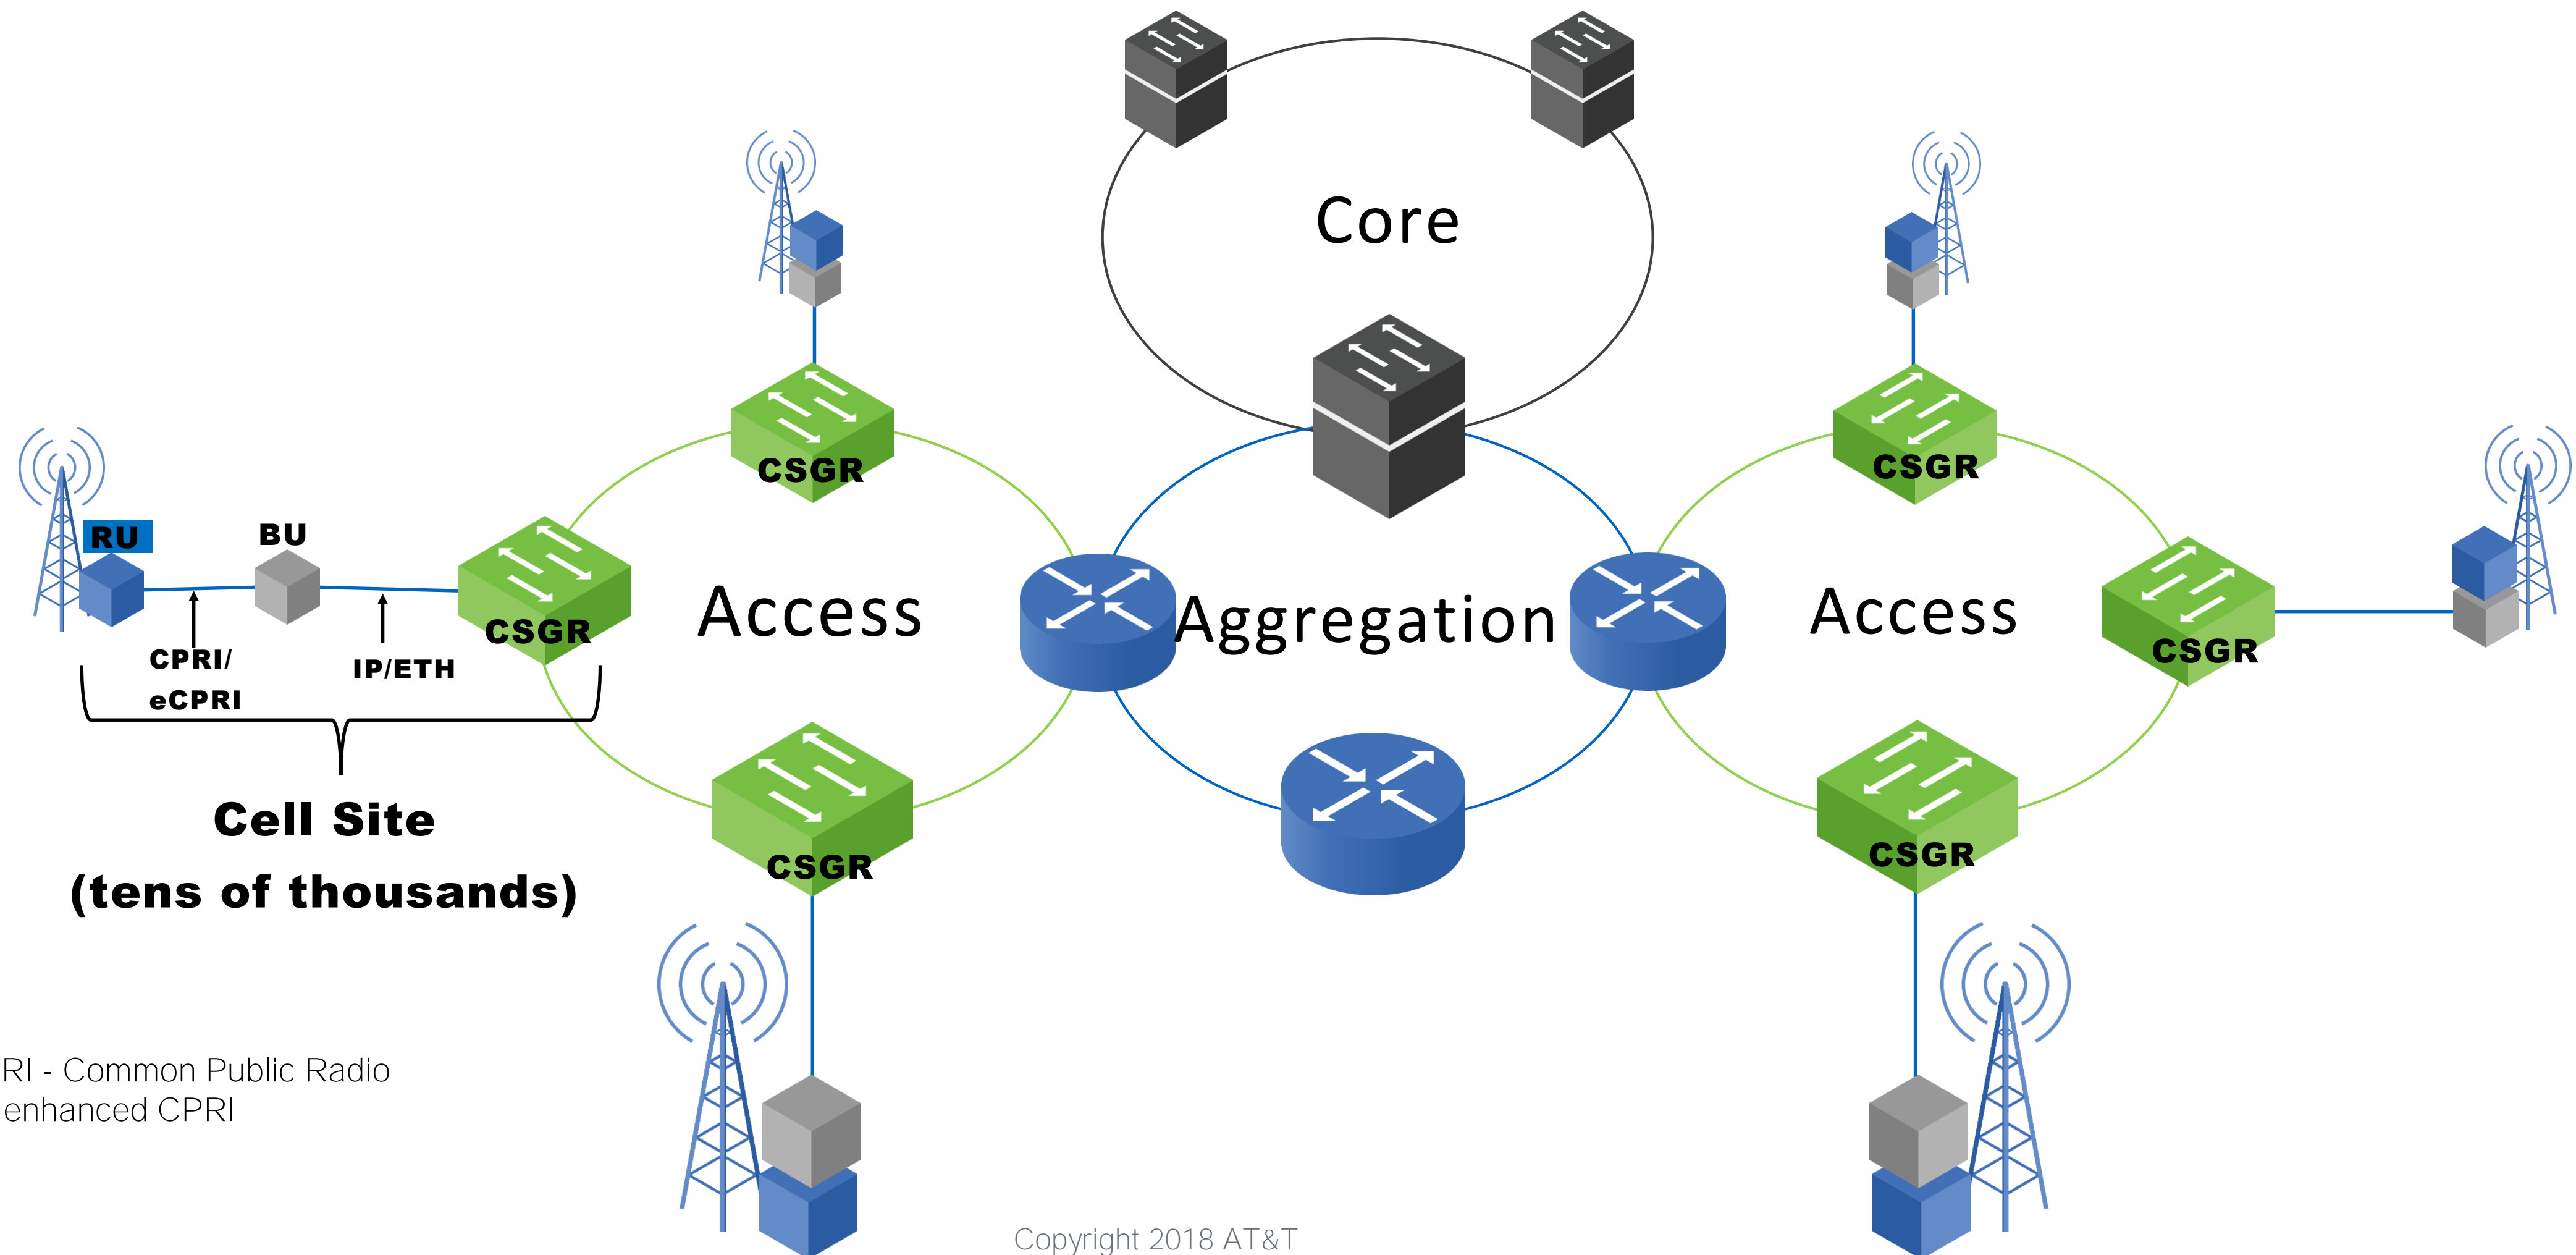 Core
CSGR
CSGR
RU
BU
CSGR
Access
Aggregation
Access
CSGR
CSGR
CPRI/
eCPRI
IP/ETH
Cell Site
(tens of thousands)
CSGR
CSGR
RI - Common Public Radio
enhanced CPRI
Copyright 2018 AT&T